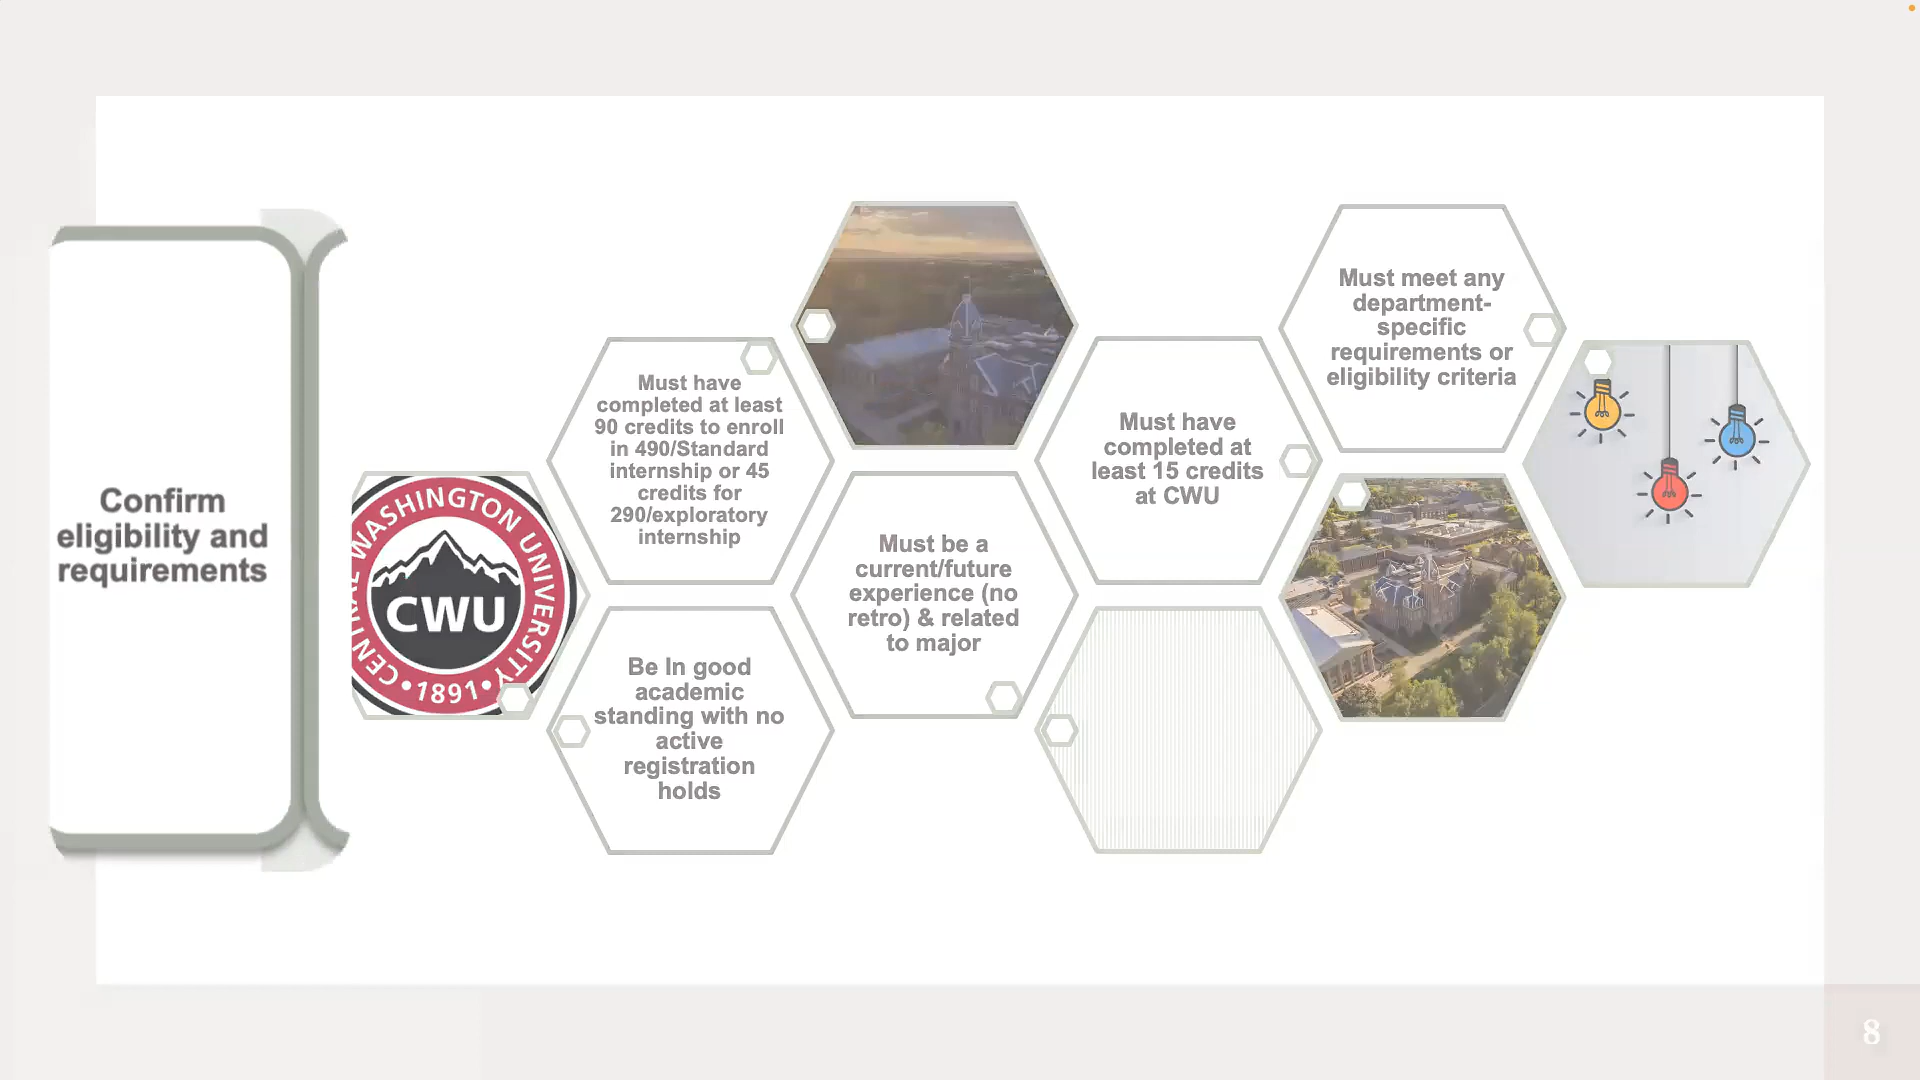 Confirm
eligibility and
requirements
CENTRAL WASHINGTON UNIVERSITY
CWU
•1891•
Must have
completed at least
90 credits to enroll
in 490/Standard
internship or 45
credits for
290/exploratory
internship
Be In good
academic
standing with no
active
registration
holds
Must be a
current/future
experience (no
retro) & related
to major
Must have
completed at
least 15 credits
at CWU
Must meet any
department-
specific
requirements or
eligibility criteria
8